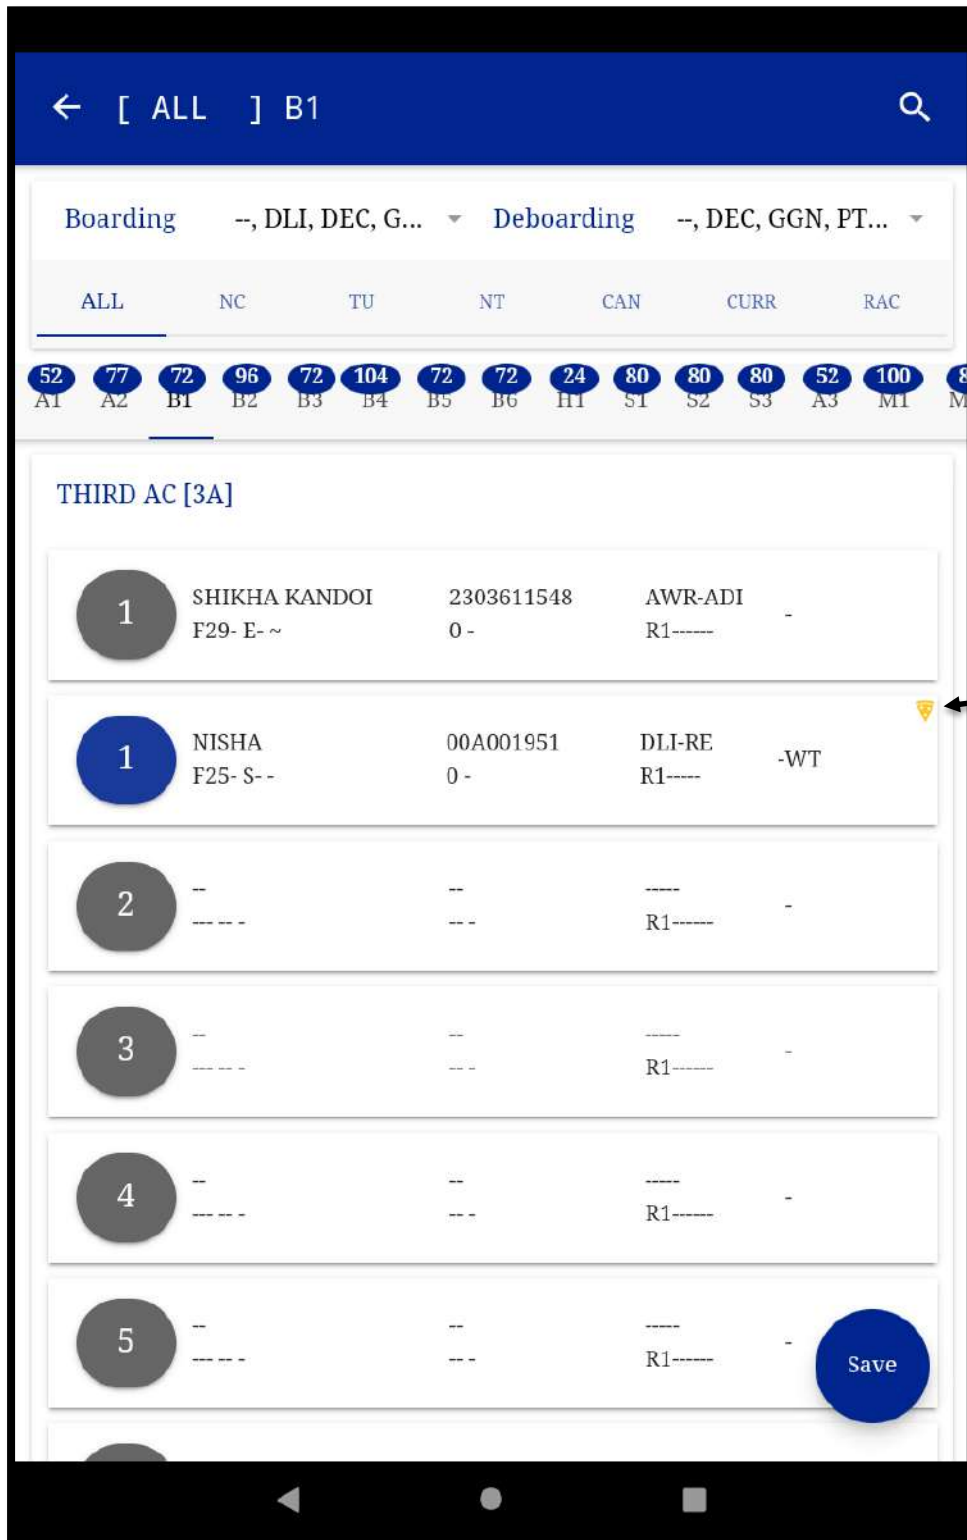 [ ALL ] B1
Boarding --, DLI, DEC, G... Deboarding --, DEC, GGN, PT...
ALL NC TU NT CAN CURR RAC
52 77 72 96 72 104 72 72 24 80 80 80 52 100 8
A1 A2 B1 B2 B3 B4 B5 B6 H1 S1 S2 S3 A3 M1 M
THIRD AC [3A]
1 SHIKHA KANDOI 2303611548 AWR-ADI -
F29- E- ~ 0 - R1------
1 NISHA 00A001951 DLI-RE -WT
F25- S- - 0 - R1-----
2 -- -- ----- -
--- -- - -- - R1------
3 -- -- ----- -
--- -- - -- - R1------
4 -- -- ----- -
--- -- - -- - R1------
5 -- -- ----- -
--- -- - -- - R1------
Save